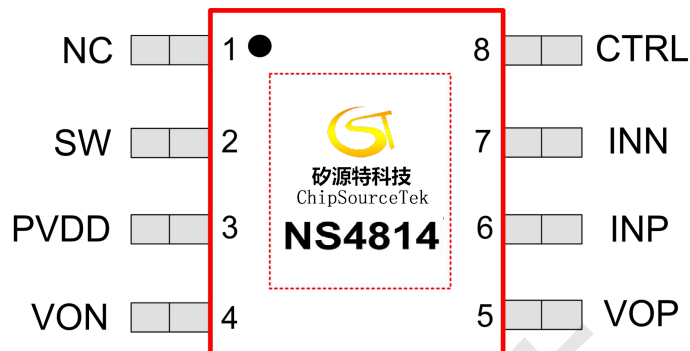 NC 1 8 CTRL
SW 2 7 INN
矽源特科技
ChipSourceTek
PVDD 3 NS4814 6 INP
VON 4 5 VOP